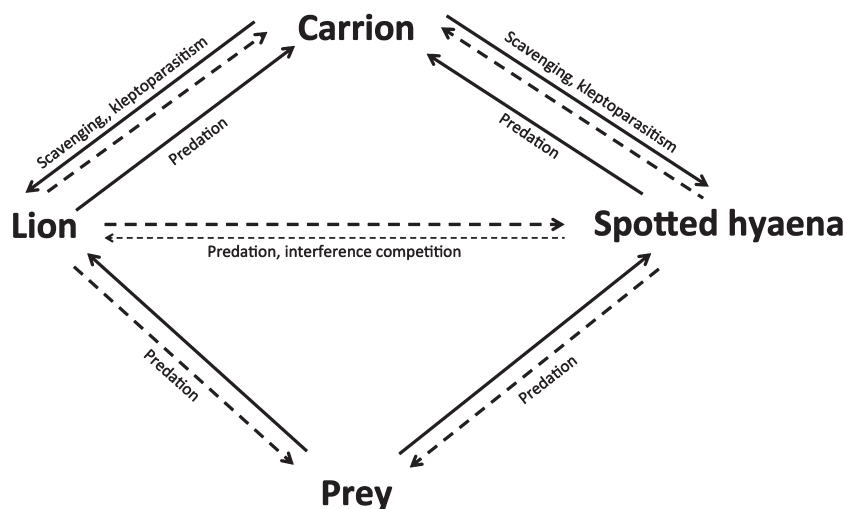 Carrion
Scavenging,, kleptoparasitism
Scavenging, kleptoparasitism
Predation
Predation
Lion
Spotted hyaena
Predation, interference competition
Predation
Predation
Prey